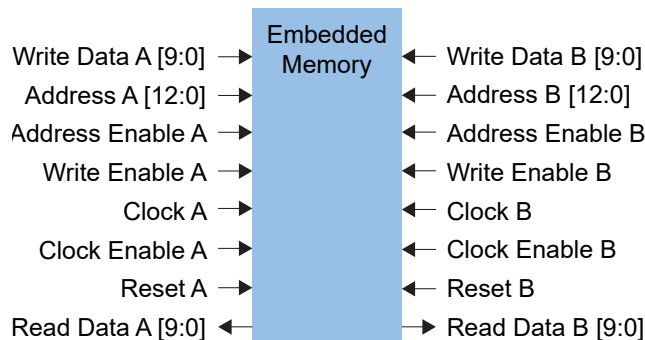 Embedded
Memory
Write Data A [9:0]
Address A [12:0]
Address Enable A
Write Enable A
Clock A
Clock Enable A
Reset A
Read Data A [9:0]
Write Data B [9:0]
Address B [12:0]
Address Enable B
Write Enable B
Clock B
Clock Enable B
Reset B
Read Data B [9:0]